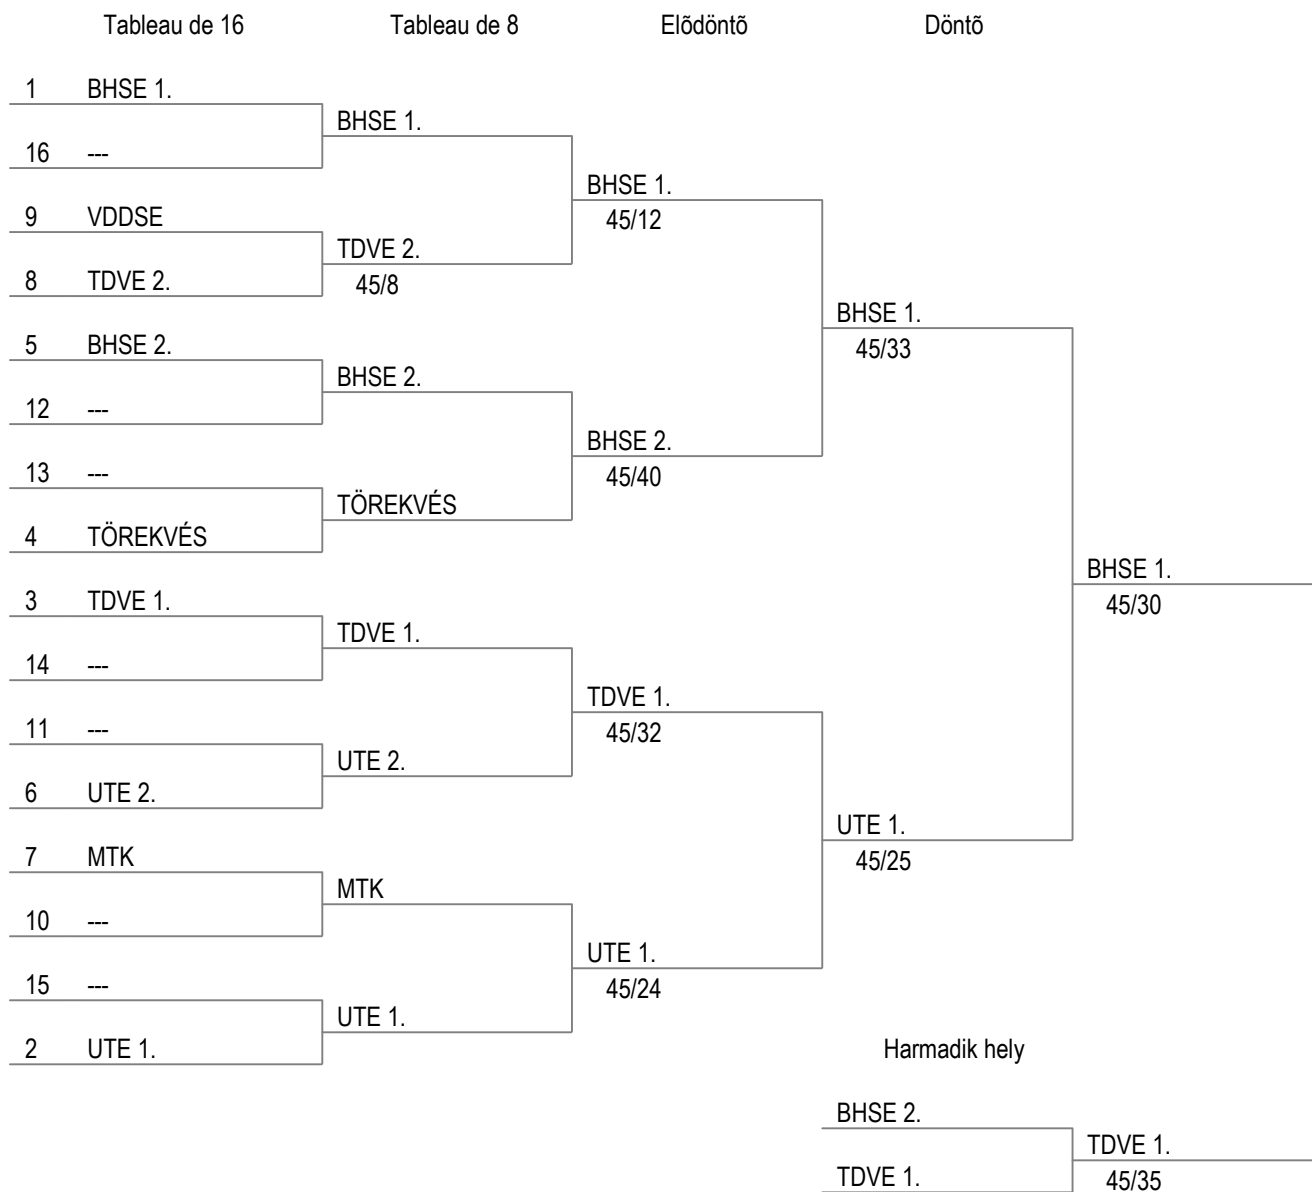 Tableau de 16 Tableau de 8 Elõdöntõ Döntõ
1 BHSE 1.
BHSE 1.
16 ---
BHSE 1.
9 VDDSE
45/12
TDVE 2.
8 TDVE 2.
45/8
BHSE 1.
5 BHSE 2.
45/33
BHSE 2.
12 ---
BHSE 2.
13 ---
45/40
TÖREKVÉS
4 TÖREKVÉS
BHSE 1.
3 TDVE 1.
45/30
TDVE 1.
14 ---
TDVE 1.
11 ---
45/32
UTE 2.
6 UTE 2.
UTE 1.
7 MTK
45/25
MTK
10 ---
UTE 1.
15 ---
45/24
UTE 1.
2 UTE 1.
Harmadik hely
BHSE 2.
TDVE 1.
TDVE 1.
45/35